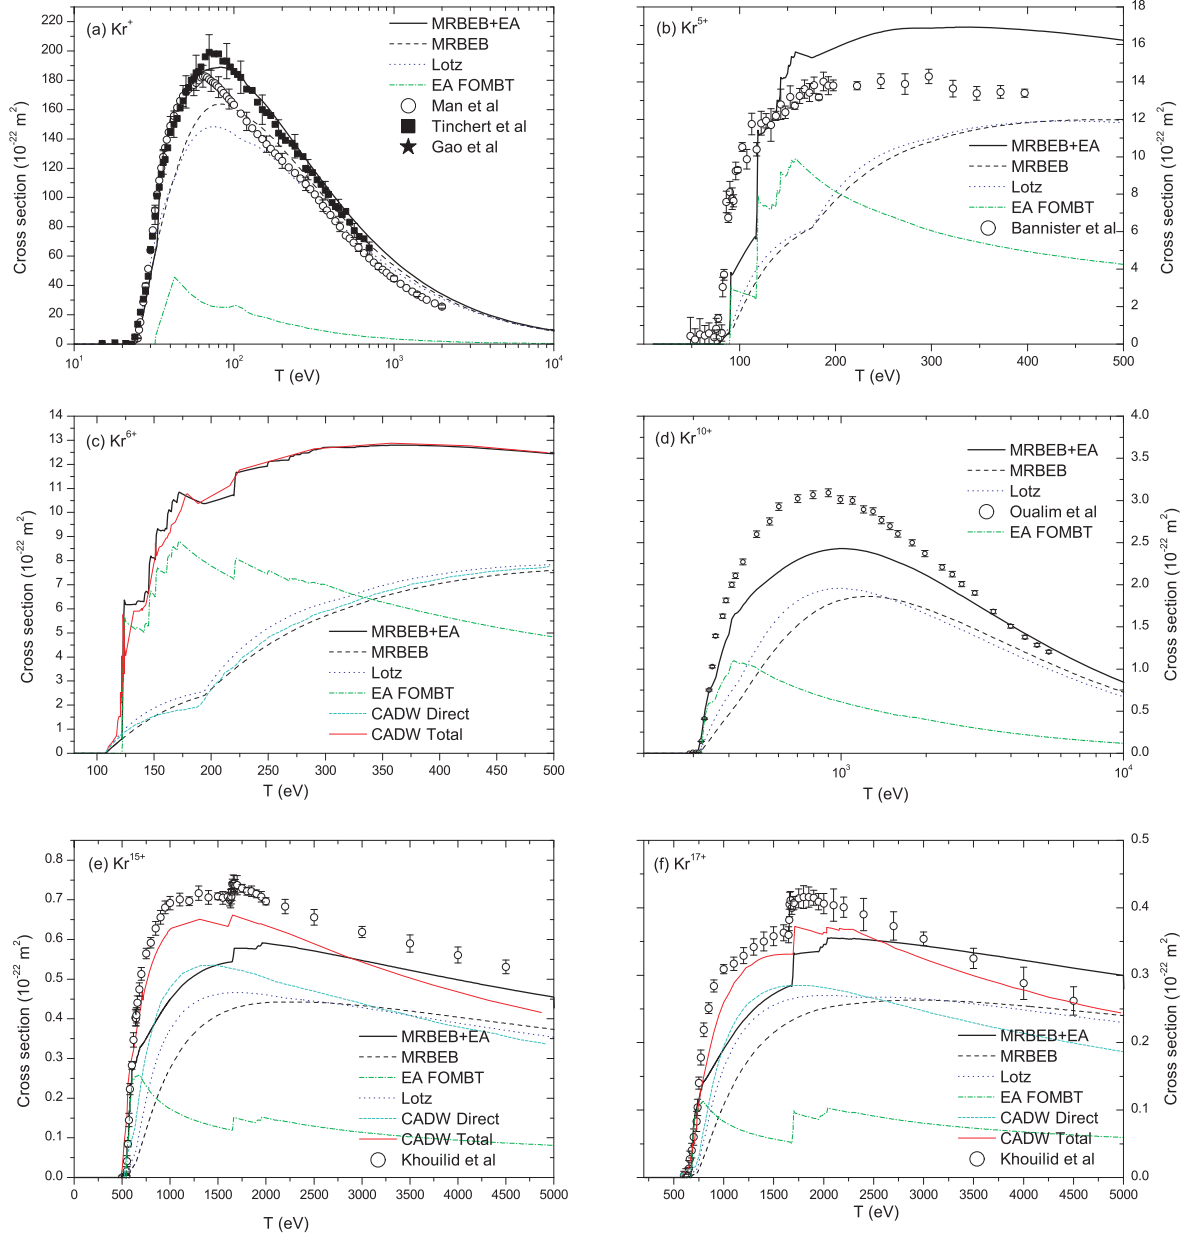 (a) Kr+
Cross section (10-22 m2)
220
200
180
160
140
120
100
80
60
40
20
0
101
102
103
104
T (eV)
MRBEB+EA
MRBEB
Lotz
EA FOMBT
Man et al
Tinchert et al
Gao et al
(b) Kr5+
18
16
14
12
10
8
6
4
2
0
Cross section (10-22 m2)
100
200
300
400
500
T (eV)
MRBEB+EA
MRBEB
Lotz
EA FOMBT
Bannister et al
(c) Kr6+
Cross section (10-22 m2)
14
13
12
11
10
9
8
7
6
5
4
3
2
1
0
100
150
200
250
300
350
400
450
500
T (eV)
MRBEB+EA
MRBEB
Lotz
EA FOMBT
CADW Direct
CADW Total
(d) Kr10+
4.0
3.5
3.0
2.5
2.0
1.5
1.0
0.5
0.0
Cross section (10-22 m2)
103
104
T (eV)
MRBEB+EA
MRBEB
Lotz
Oualim et al
EA FOMBT
(e) Kr15+
Cross section (10-22 m2)
0.8
0.7
0.6
0.5
0.4
0.3
0.2
0.1
0.0
0
500
1000
1500
2000
2500
3000
3500
4000
4500
5000
T (eV)
MRBEB+EA
MRBEB
EA FOMBT
Lotz
CADW Direct
CADW Total
Khouilid et al
(f) Kr17+
0.5
0.4
0.3
0.2
0.1
0.0
Cross section (10-22 m2)
500
1000
1500
2000
2500
3000
3500
4000
4500
5000
T (eV)
MRBEB+EA
MRBEB
Lotz
EA FOMBT
CADW Direct
CADW Total
Khouilid et al